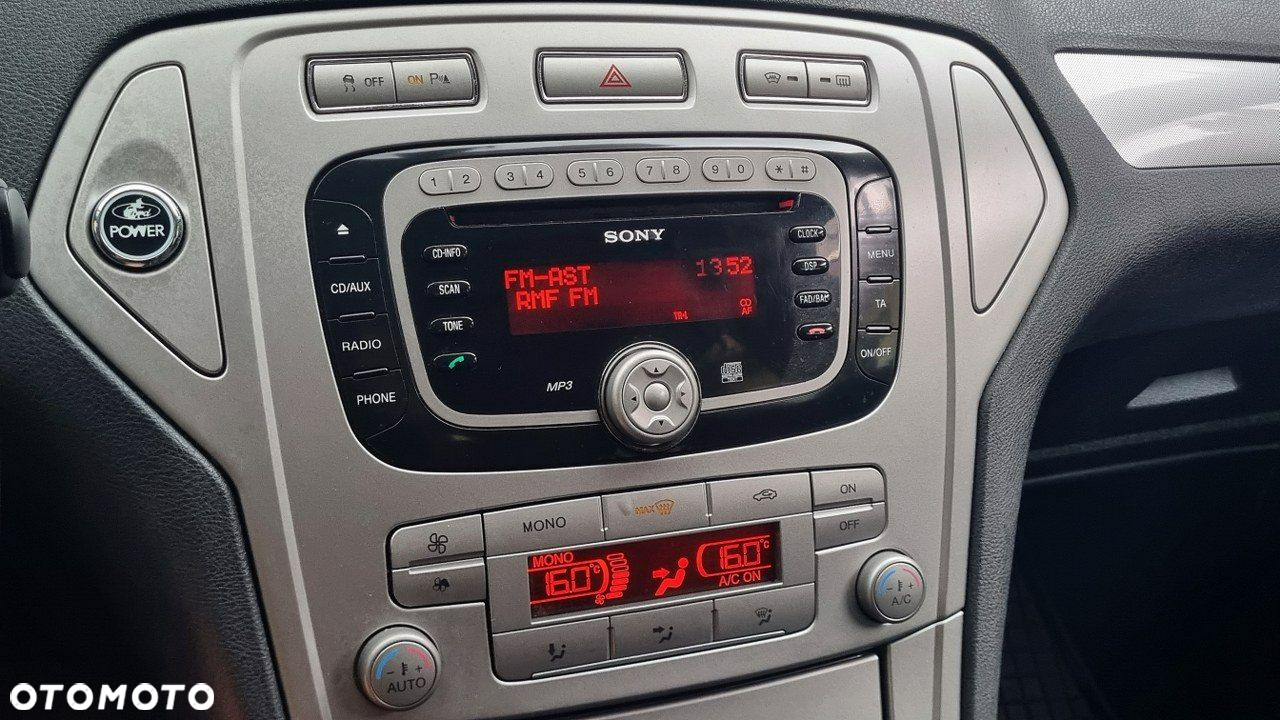 OFF ON P
Ford
POWER
1 2 3 4 5 6 7 8 9 0 * #
SONY
CD-INFO
SCAN
TONE
CD/AUX
RADIO
PHONE
FM-AST 13 52
RMF FM
CD
AF
CLOCK
DSP
FAD/BAL
MENU
TA
ON/OFF
MP3
MONO MAX ON
OFF
MONO
16.0°C 16.0°C
A/C ON
AUTO
A/C
OTOMOTO